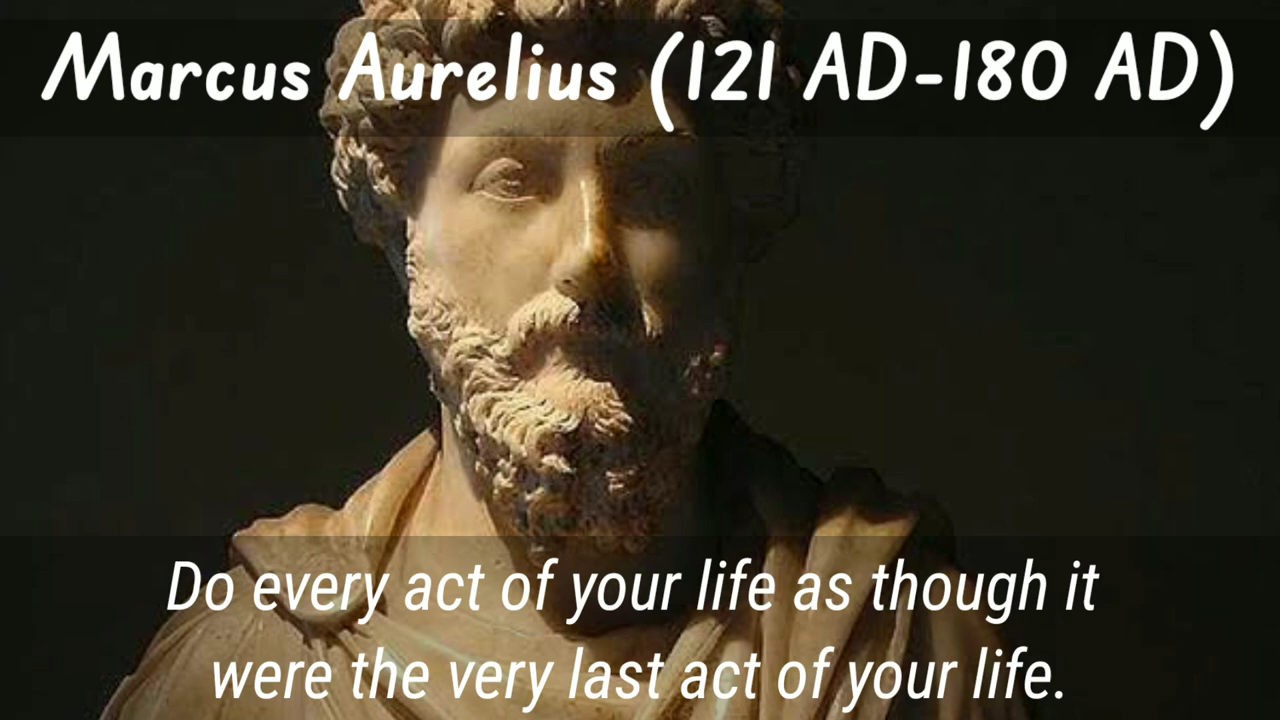 Marcus Aurelius (121 AD-180 AD)
Do every act of your life as though it
were the very last act of your life.